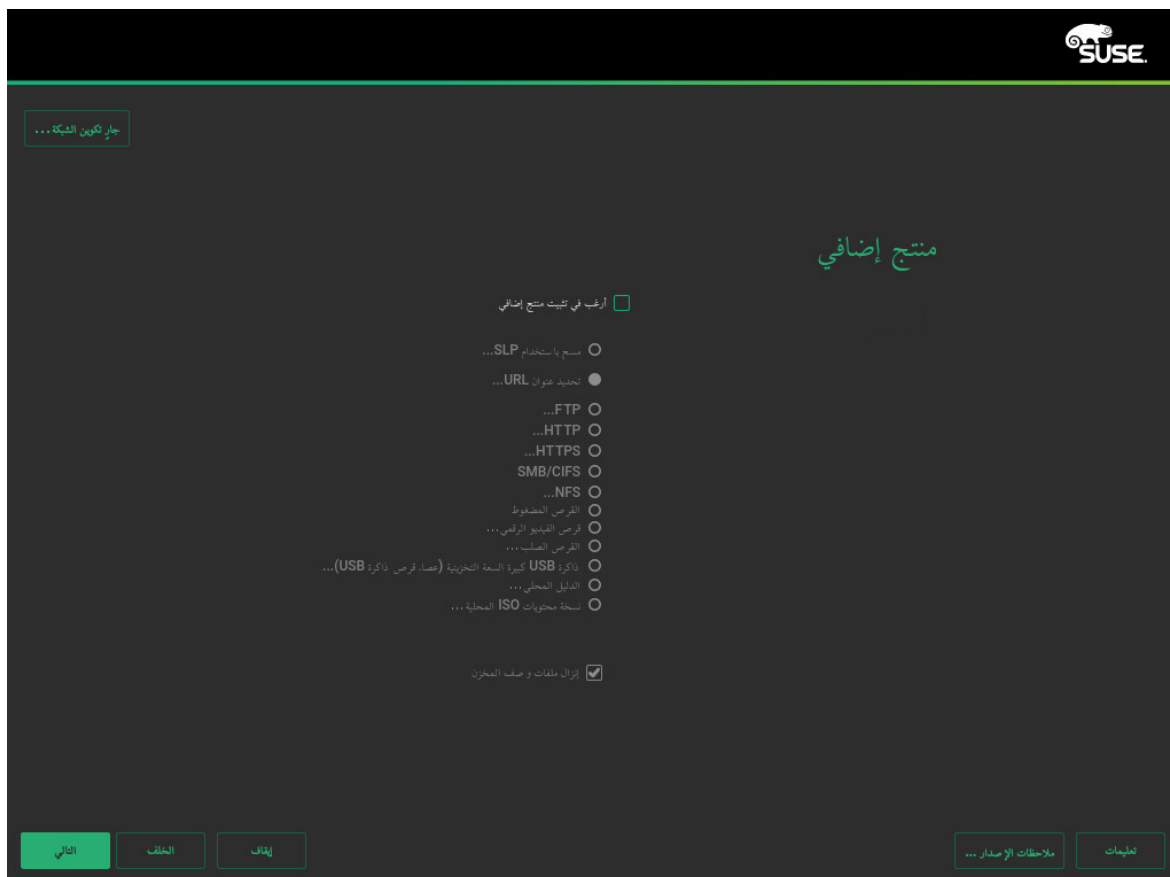 SUSE.
جارٍ تكوين الشبكة...
منتج إضافي
أرغب في تثبيت منتج إضافي
مسح باستخدام SLP...
تحديد عنوان URL...
FTP...
HTTP...
HTTPS...
SMB/CIFS
NFS...
القرص المضغوط
قرص الفيديو الرقمي...
القرص الصلب...
ذاكرة USB كبيرة السعة التخزينية (عصا، قرص ذاكرة USB)...
الدليل المحلي...
نسخة محتويات ISO المحلية...
إنزال ملفات وصف المخزن
تعليمات
ملاحظات الإصدار ...
إيقاف
الخلف
التالي